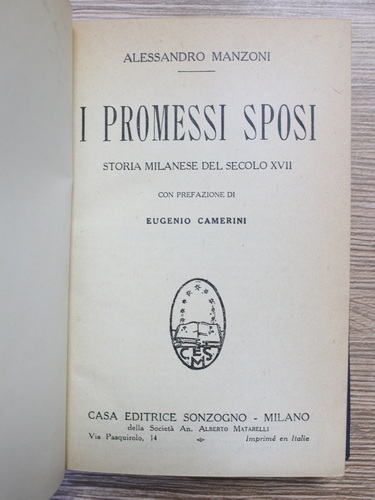 ALESSANDRO MANZONI
I PROMESSI SPOSI
STORIA MILANESE DEL SECOLO XVII
CON PREFAZIONE DI
EUGENIO CAMERINI
CESM
CASA EDITRICE SONZOGNO - MILANO
della Società An. ALBERTO MATARELLI
Via Pasquirolo, 14 Imprimé en Italie